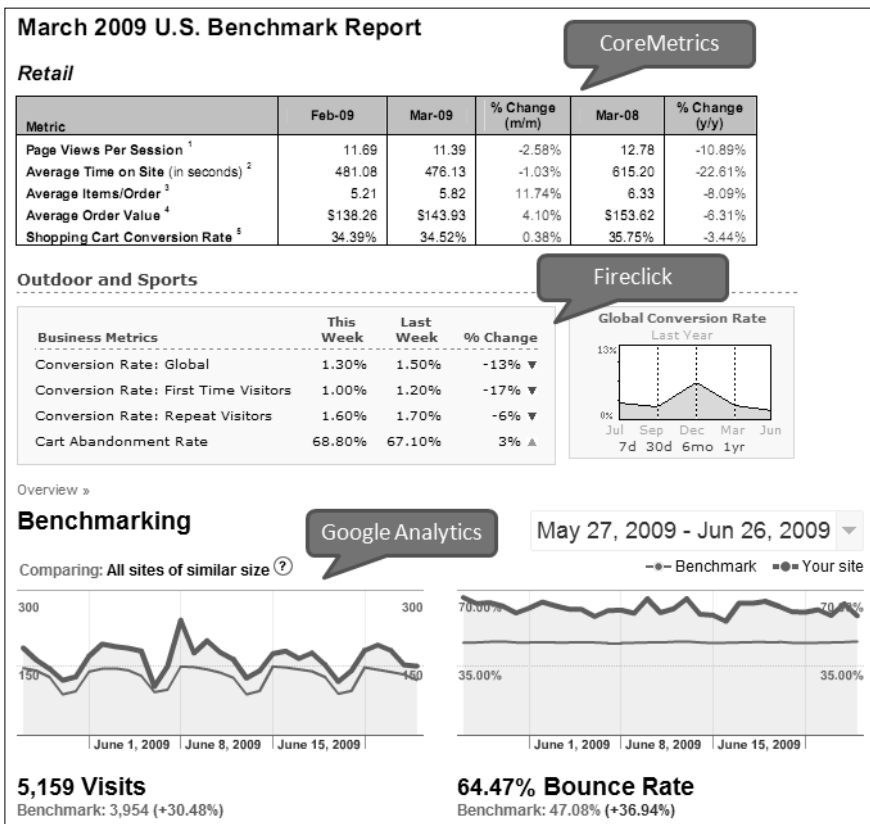 March 2009 U.S. Benchmark Report
CoreMetrics
Retail
Metric Feb-09 Mar-09 % Change (m/m) Mar-08 % Change (y/y)
Page Views Per Session 1 11.69 11.39 -2.58% 12.78 -10.89%
Average Time on Site (in seconds) 2 481.08 476.13 -1.03% 615.20 -22.61%
Average Items/Order 3 5.21 5.82 11.74% 6.33 -8.09%
Average Order Value 4 $138.26 $143.93 4.10% $153.62 -6.31%
Shopping Cart Conversion Rate 5 34.39% 34.52% 0.38% 35.75% -3.44%
Outdoor and Sports
Fireclick
Business Metrics This Week Last Week % Change
Conversion Rate: Global 1.30% 1.50% -13% ▼
Conversion Rate: First Time Visitors 1.00% 1.20% -17% ▼
Conversion Rate: Repeat Visitors 1.60% 1.70% -6% ▼
Cart Abandonment Rate 68.80% 67.10% 3% ▲
Global Conversion Rate
Last Year
13%
0%
Jul Sep Dec Mar Jun
7d 30d 6mo 1yr
Overview »
Benchmarking
Google Analytics
May 27, 2009 - Jun 26, 2009
Comparing: All sites of similar size ?
Benchmark Your site
300 300
150 150
June 1, 2009 June 8, 2009 June 15, 2009
70.00% 70.00%
35.00% 35.00%
June 1, 2009 June 8, 2009 June 15, 2009
5,159 Visits
Benchmark: 3,954 (+30.48%)
64.47% Bounce Rate
Benchmark: 47.08% (+36.94%)